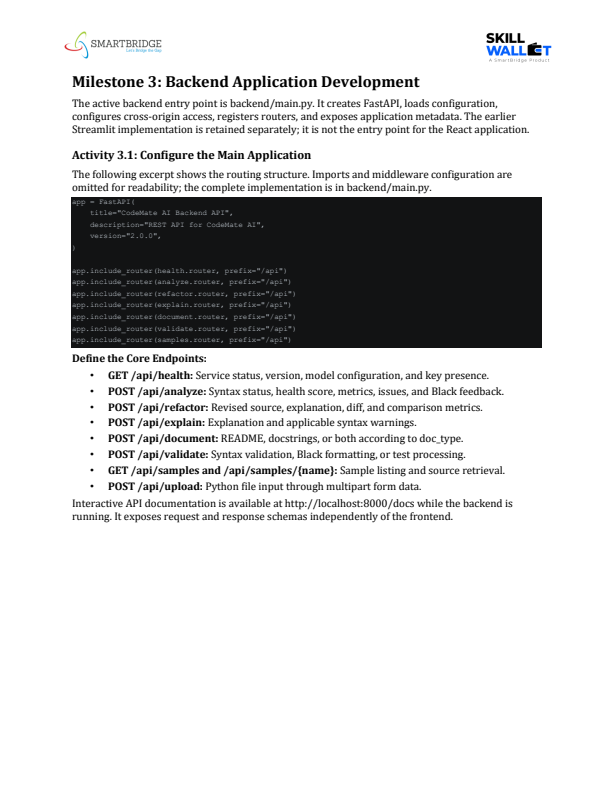 SMARTBRIDGE
Let's Bridge the Gap
SKILL
WALLET
A SmartBridge Product
Milestone 3: Backend Application Development
The active backend entry point is backend/main.py. It creates FastAPI, loads configuration,
configures cross-origin access, registers routers, and exposes application metadata. The earlier
Streamlit implementation is retained separately; it is not the entry point for the React application.
Activity 3.1: Configure the Main Application
The following excerpt shows the routing structure. Imports and middleware configuration are
omitted for readability; the complete implementation is in backend/main.py.
app = FastAPI(
    title="CodeMate AI Backend API",
    description="REST API for CodeMate AI",
    version="2.0.0",
)
app.include_router(health.router, prefix="/api")
app.include_router(analyze.router, prefix="/api")
app.include_router(refactor.router, prefix="/api")
app.include_router(explain.router, prefix="/api")
app.include_router(document.router, prefix="/api")
app.include_router(validate.router, prefix="/api")
app.include_router(samples.router, prefix="/api")
Define the Core Endpoints:
• GET /api/health: Service status, version, model configuration, and key presence.
• POST /api/analyze: Syntax status, health score, metrics, issues, and Black feedback.
• POST /api/refactor: Revised source, explanation, diff, and comparison metrics.
• POST /api/explain: Explanation and applicable syntax warnings.
• POST /api/document: README, docstrings, or both according to doc_type.
• POST /api/validate: Syntax validation, Black formatting, or test processing.
• GET /api/samples and /api/samples/{name}: Sample listing and source retrieval.
• POST /api/upload: Python file input through multipart form data.
Interactive API documentation is available at http://localhost:8000/docs while the backend is
running. It exposes request and response schemas independently of the frontend.